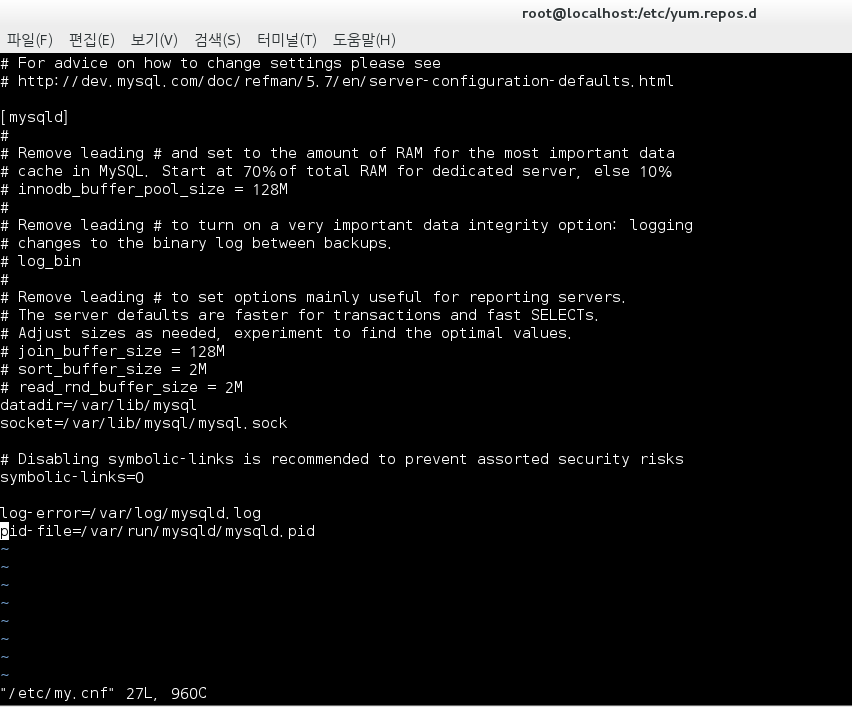 root@localhost:/etc/yum.repos.d
파일(F) 편집(E) 보기(V) 검색(S) 터미널(T) 도움말(H)
# For advice on how to change settings please see
# http://dev.mysql.com/doc/refman/5.7/en/server-configuration-defaults.html
[mysqld]
#
# Remove leading # and set to the amount of RAM for the most important data
# cache in MySQL. Start at 70% of total RAM for dedicated server, else 10%
# innodb_buffer_pool_size = 128M
#
# Remove leading # to turn on a very important data integrity option: logging
# changes to the binary log between backups.
# log_bin
#
# Remove leading # to set options mainly useful for reporting servers.
# The server defaults are faster for transactions and fast SELECTs.
# Adjust sizes as needed, experiment to find the optimal values.
# join_buffer_size = 128M
# sort_buffer_size = 2M
# read_rnd_buffer_size = 2M
datadir=/var/lib/mysql
socket=/var/lib/mysql/mysql.sock
# Disabling symbolic-links is recommended to prevent assorted security risks
symbolic-links=0
log-error=/var/log/mysqld.log
pid-file=/var/run/mysqld/mysqld.pid
~
~
~
~
~
~
~
~
"/etc/my.cnf" 27L, 960C